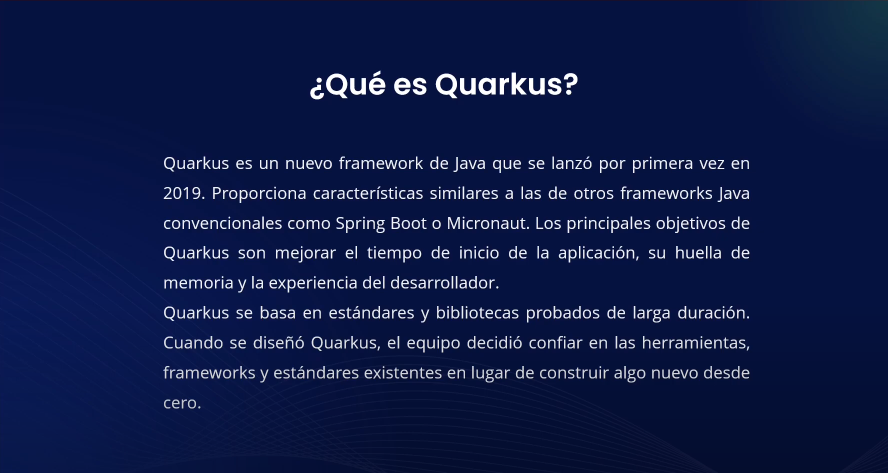 ¿Qué es Quarkus?
Quarkus es un nuevo framework de Java que se lanzó por primera vez en
2019. Proporciona características similares a las de otros frameworks Java
convencionales como Spring Boot o Micronaut. Los principales objetivos de
Quarkus son mejorar el tiempo de inicio de la aplicación, su huella de
memoria y la experiencia del desarrollador.
Quarkus se basa en estándares y bibliotecas probados de larga duración.
Cuando se diseñó Quarkus, el equipo decidió confiar en las herramientas,
frameworks y estándares existentes en lugar de construir algo nuevo desde
cero.